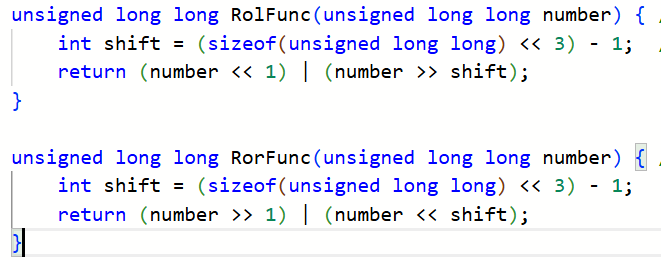 unsigned long long RolFunc(unsigned long long number) {
    int shift = (sizeof(unsigned long long) << 3) - 1;
    return (number << 1) | (number >> shift);
}

unsigned long long RorFunc(unsigned long long number) {
    int shift = (sizeof(unsigned long long) << 3) - 1;
    return (number >> 1) | (number << shift);
}